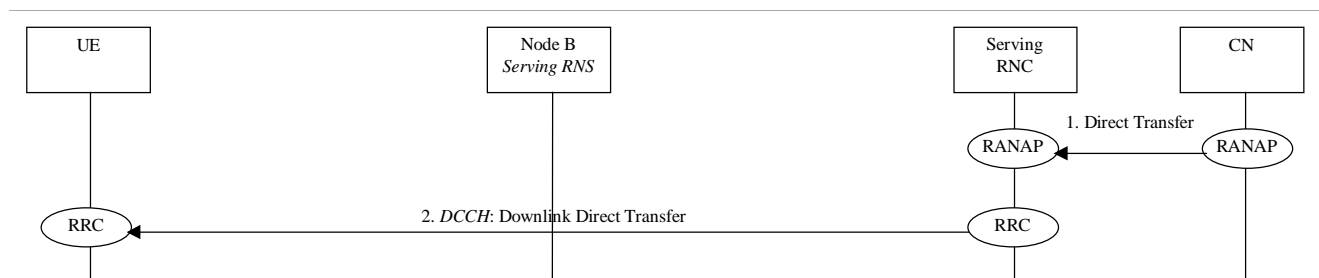 UE
Node B
Serving RNS
Serving
RNC
CN
1. Direct Transfer
RANAP
RANAP
2. DCCH: Downlink Direct Transfer
RRC
RRC